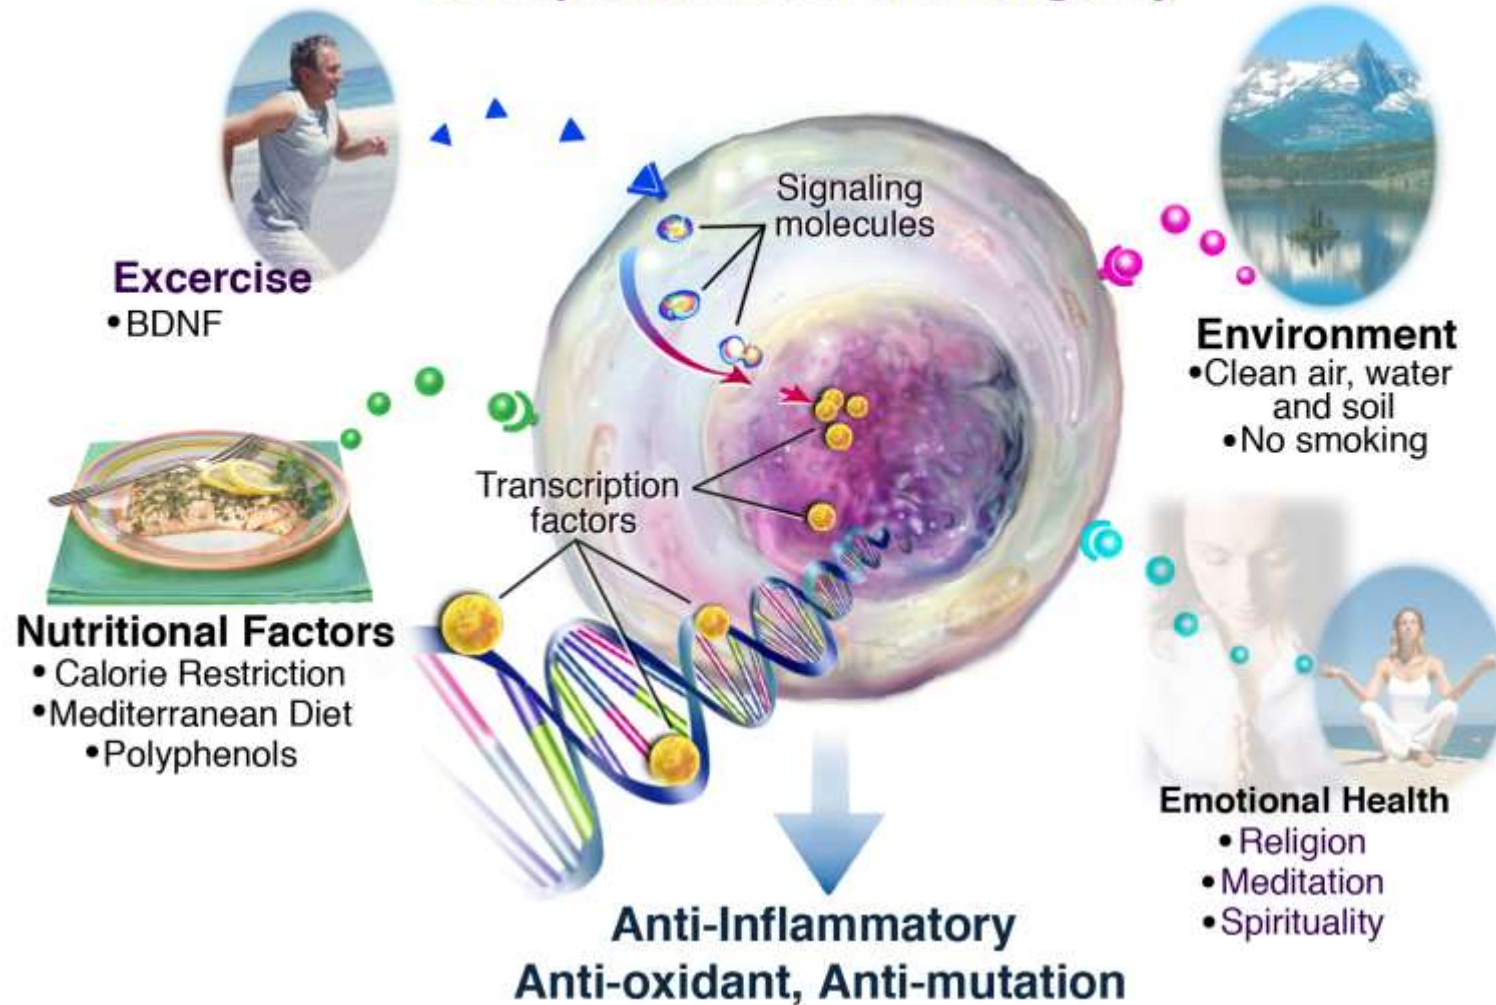 Signaling
molecules
Excercise
• BDNF
Environment
•Clean air, water
and soil
•No smoking
Transcription
factors
Nutritional Factors
• Calorie Restriction
•Mediterranean Diet
•Polyphenols
Emotional Health
•Religion
•Meditation
•Spirituality
Anti-Inflammatory
Anti-oxidant, Anti-mutation